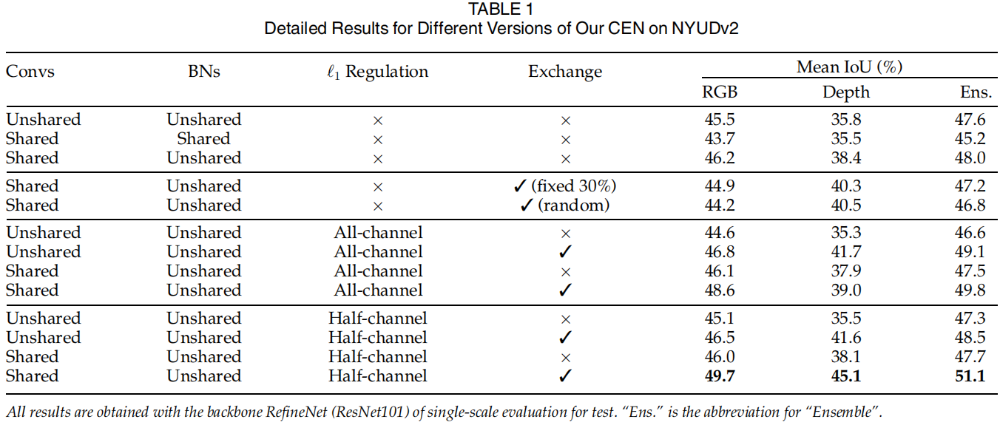 TABLE 1
Detailed Results for Different Versions of Our CEN on NYUDv2
Convs BNs ℓ1 Regulation Exchange Mean IoU (%)
RGB Depth Ens.
Unshared Unshared × × 45.5 35.8 47.6
Shared Shared × × 43.7 35.5 45.2
Shared Unshared × × 46.2 38.4 48.0
Shared Unshared × ✓ (fixed 30%) 44.9 40.3 47.2
Shared Unshared × ✓ (random) 44.2 40.5 46.8
Unshared Unshared All-channel × 44.6 35.3 46.6
Unshared Unshared All-channel ✓ 46.8 41.7 49.1
Shared Unshared All-channel × 46.1 37.9 47.5
Shared Unshared All-channel ✓ 48.6 39.0 49.8
Unshared Unshared Half-channel × 45.1 35.5 47.3
Unshared Unshared Half-channel ✓ 46.5 41.6 48.5
Shared Unshared Half-channel × 46.0 38.1 47.7
Shared Unshared Half-channel ✓ 49.7 45.1 51.1
All results are obtained with the backbone RefineNet (ResNet101) of single-scale evaluation for test. “Ens.” is the abbreviation for “Ensemble”.